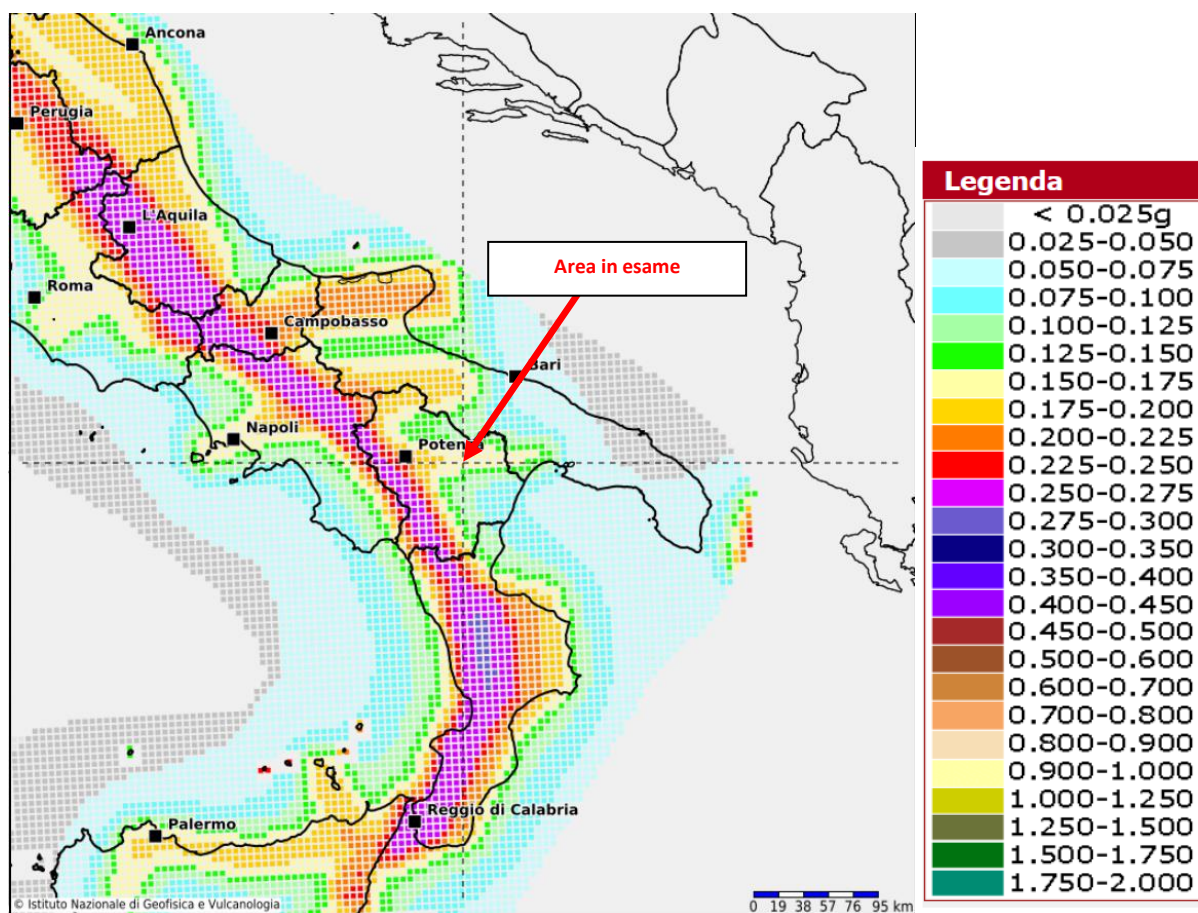 Ancona
Perugia
L'Aquila
Roma
Area in esame
Campobasso
Bari
Napoli
Potenza
Palermo
Reggio di Calabria
© Istituto Nazionale di Geofisica e Vulcanologia
0 19 38 57 76 95 km
Legenda
< 0.025g
0.025-0.050
0.050-0.075
0.075-0.100
0.100-0.125
0.125-0.150
0.150-0.175
0.175-0.200
0.200-0.225
0.225-0.250
0.250-0.275
0.275-0.300
0.300-0.350
0.350-0.400
0.400-0.450
0.450-0.500
0.500-0.600
0.600-0.700
0.700-0.800
0.800-0.900
0.900-1.000
1.000-1.250
1.250-1.500
1.500-1.750
1.750-2.000